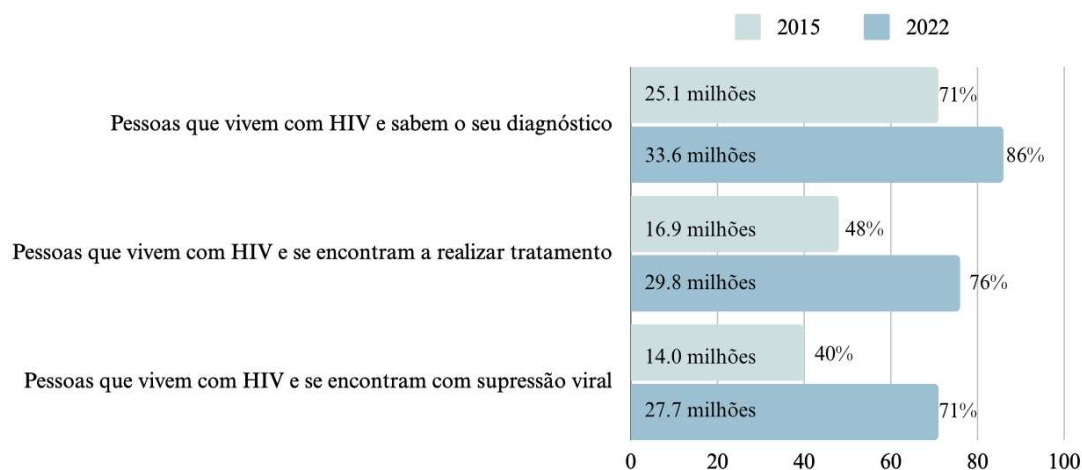 2015 2022
Pessoas que vivem com HIV e sabem o seu diagnóstico
25.1 milhões 71%
33.6 milhões 86%
Pessoas que vivem com HIV e se encontram a realizar tratamento
16.9 milhões 48%
29.8 milhões 76%
Pessoas que vivem com HIV e se encontram com supressão viral
14.0 milhões 40%
27.7 milhões 71%
0 20 40 60 80 100